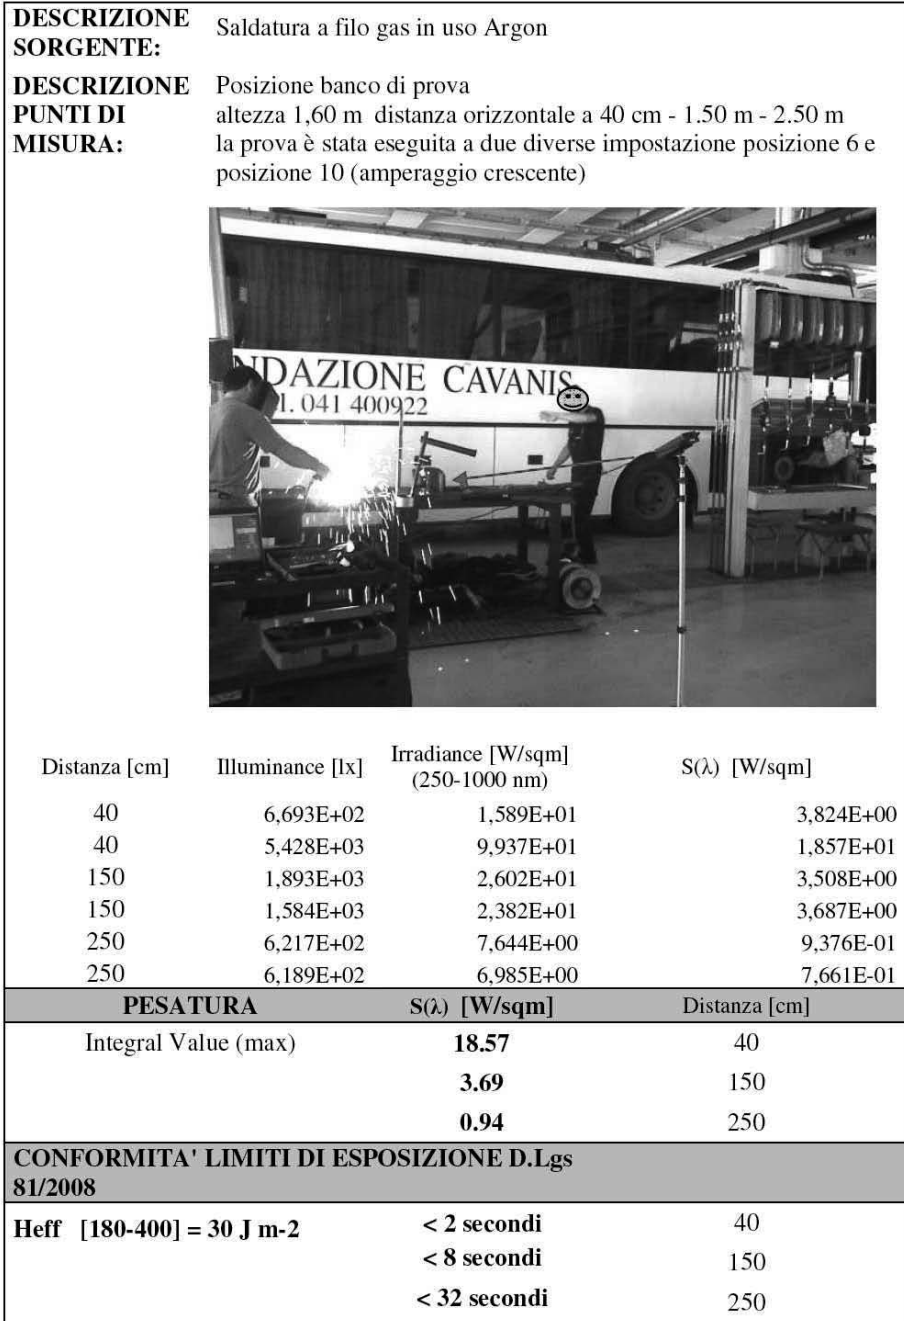 DESCRIZIONE SORGENTE: Saldatura a filo gas in uso Argon
DESCRIZIONE PUNTI DI MISURA: Posizione banco di prova
altezza 1,60 m distanza orizzontale a 40 cm - 1.50 m - 2.50 m
la prova è stata eseguita a due diverse impostazione posizione 6 e
posizione 10 (amperaggio crescente)
NDAZIONE CAVANIS
l. 041 400922
Distanza [cm] Illuminance [lx] Irradiance [W/sqm] (250-1000 nm) S(λ) [W/sqm]
40 6,693E+02 1,589E+01 3,824E+00
40 5,428E+03 9,937E+01 1,857E+01
150 1,893E+03 2,602E+01 3,508E+00
150 1,584E+03 2,382E+01 3,687E+00
250 6,217E+02 7,644E+00 9,376E-01
250 6,189E+02 6,985E+00 7,661E-01
PESATURA S(λ) [W/sqm] Distanza [cm]
Integral Value (max) 18.57 40
3.69 150
0.94 250
CONFORMITA' LIMITI DI ESPOSIZIONE D.Lgs
81/2008
Heff [180-400] = 30 J m-2 < 2 secondi 40
< 8 secondi 150
< 32 secondi 250